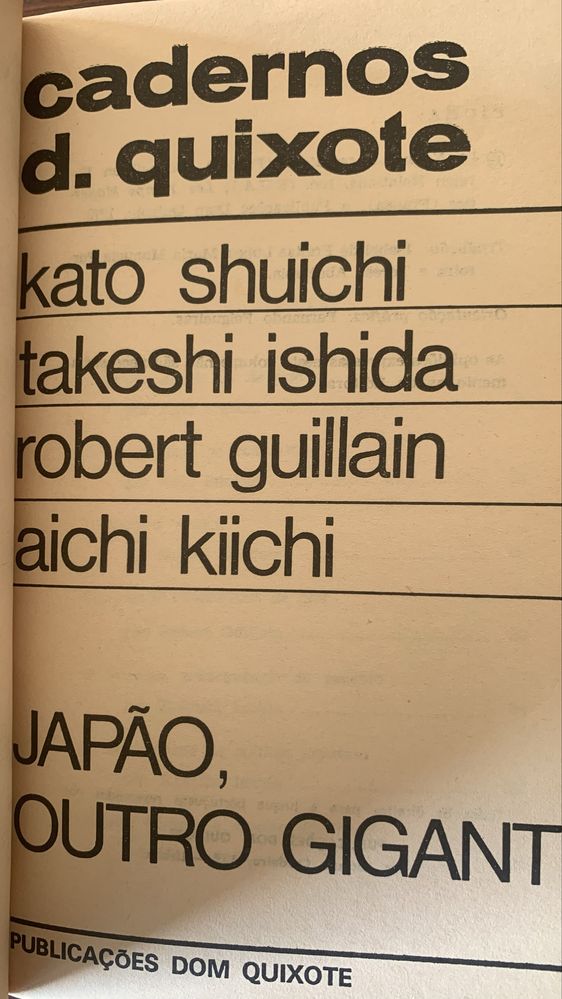 cadernos
d. quixote
kato shuichi
takeshi ishida
robert guillain
aichi kiichi
JAPÃO,
OUTRO GIGANT
PUBLICAÇÕES DOM QUIXOTE